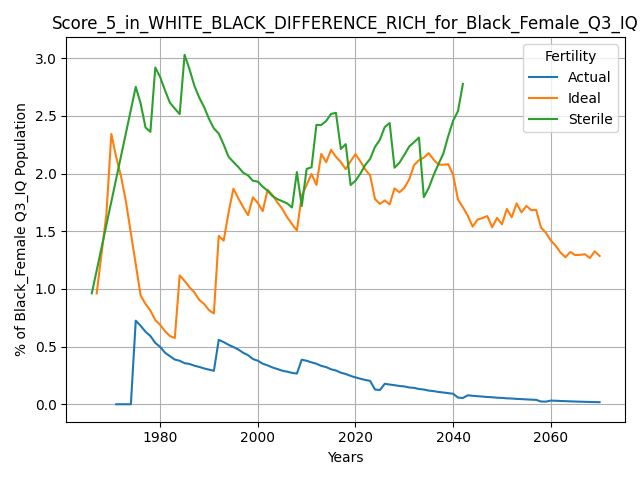 Score_5_in_WHITE_BLACK_DIFFERENCE_RICH_for_Black_Female_Q3_IQ
Fertility
Actual
Ideal
Sterile
% of Black_Female Q3_IQ Population
3.0
2.5
2.0
1.5
1.0
0.5
0.0
1980
2000
2020
2040
2060
Years